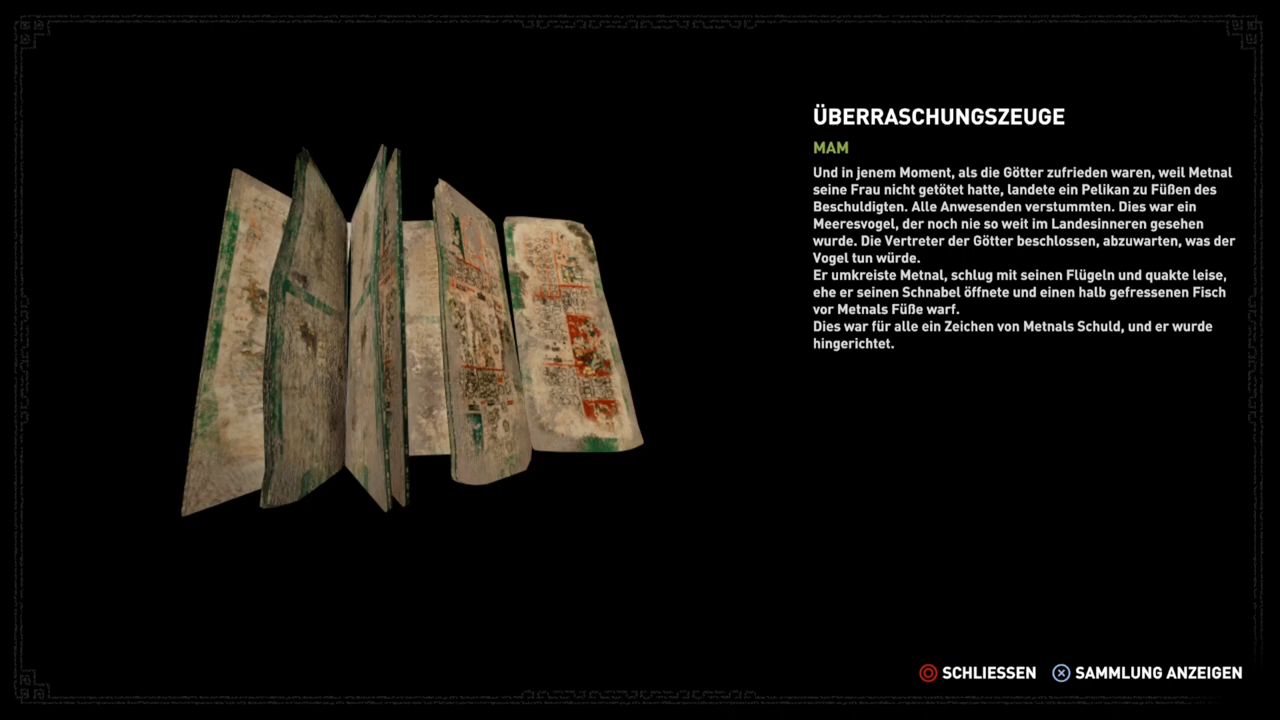 ÜBERRASCHUNGSZEUGE
MAM
Und in jenem Moment, als die Götter zufrieden waren, weil Metnal
seine Frau nicht getötet hatte, landete ein Pelikan zu Füßen des
Beschuldigten. Alle Anwesenden verstummten. Dies war ein
Meeresvogel, der noch nie so weit im Landesinneren gesehen
wurde. Die Vertreter der Götter beschlossen, abzuwarten, was der
Vogel tun würde.
Er umkreiste Metnal, schlug mit seinen Flügeln und quakte leise,
ehe er seinen Schnabel öffnete und einen halb gefressenen Fisch
vor Metnals Füße warf.
Dies war für alle ein Zeichen von Metnals Schuld, und er wurde
hingerichtet.
SCHLIESSEN
SAMMLUNG ANZEIGEN